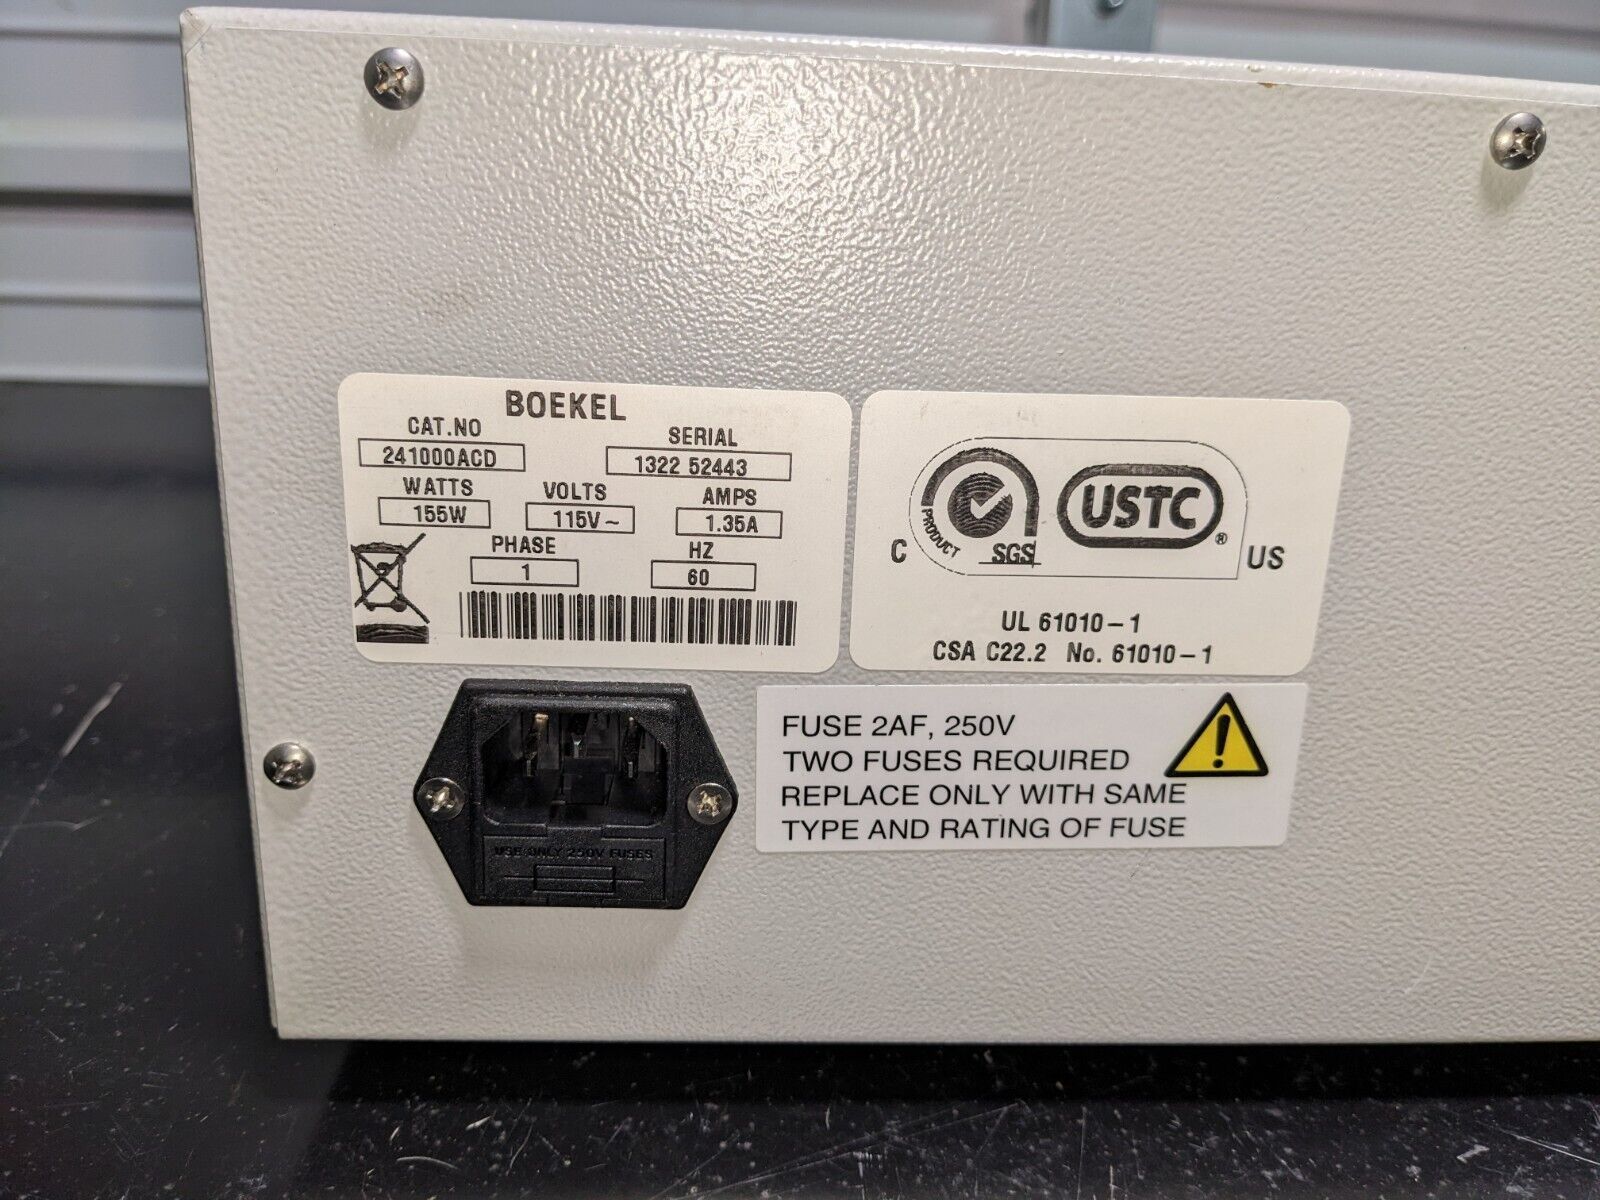 BOEKEL
CAT.NO SERIAL
241000ACD 1322 52443
WATTS VOLTS AMPS
155W 115V~ 1.35A
PHASE HZ
1 60
PRODUCT
SGS
USTC®
C US
UL 61010-1
CSA C22.2 No. 61010-1
FUSE 2AF, 250V
TWO FUSES REQUIRED
REPLACE ONLY WITH SAME
TYPE AND RATING OF FUSE
USE ONLY 250V FUSES